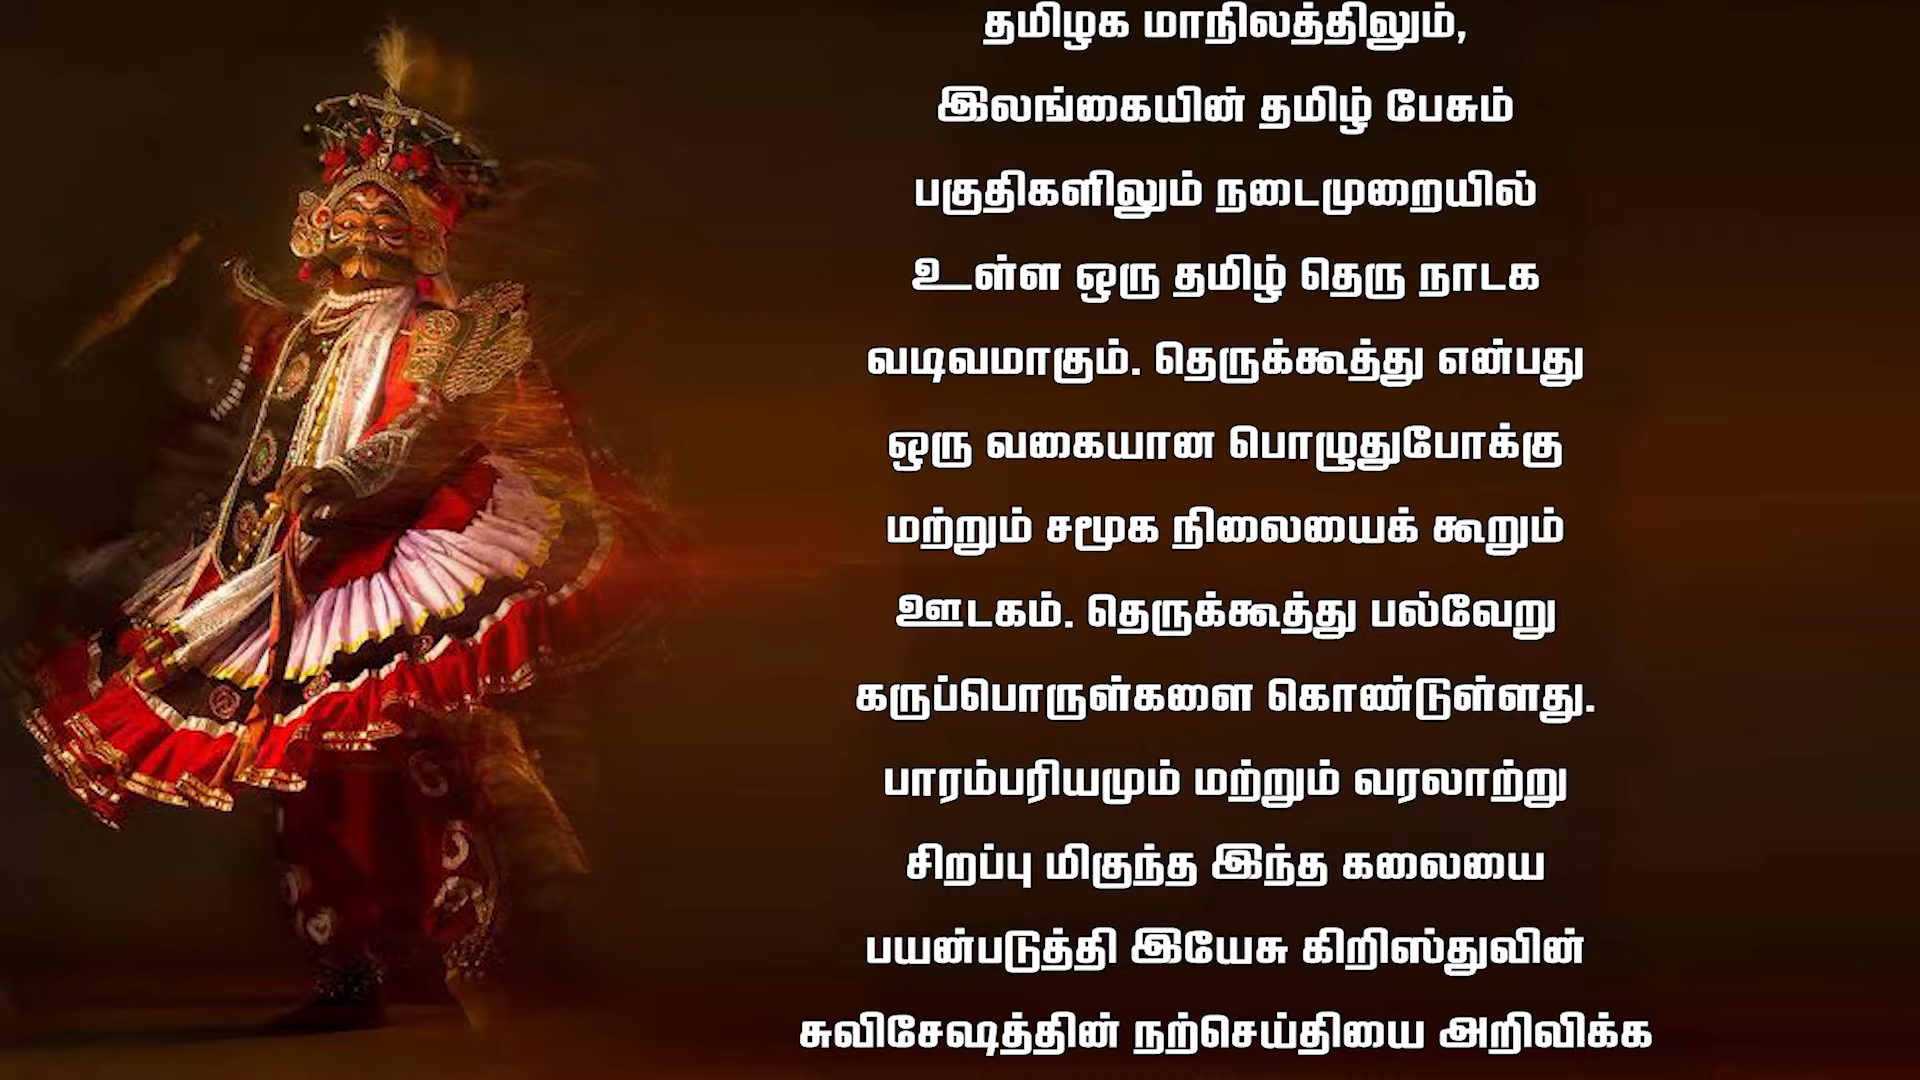 தமிழக மாநிலத்திலும்,
இலங்கையின் தமிழ் பேசும்
பகுதிகளிலும் நடைமுறையில்
உள்ள ஒரு தமிழ் தெரு நாடக
வடிவமாகும். தெருக்கூத்து என்பது
ஒரு வகையான பொழுதுபோக்கு
மற்றும் சமூக நிலையைக் கூறும்
ஊடகம். தெருக்கூத்து பல்வேறு
கருப்பொருள்களை கொண்டுள்ளது.
பாரம்பரியமும் மற்றும் வரலாற்று
சிறப்பு மிகுந்த இந்த கலையை
பயன்படுத்தி இயேசு கிறிஸ்துவின்
சுவிசேஷத்தின் நற்செய்தியை அறிவிக்க